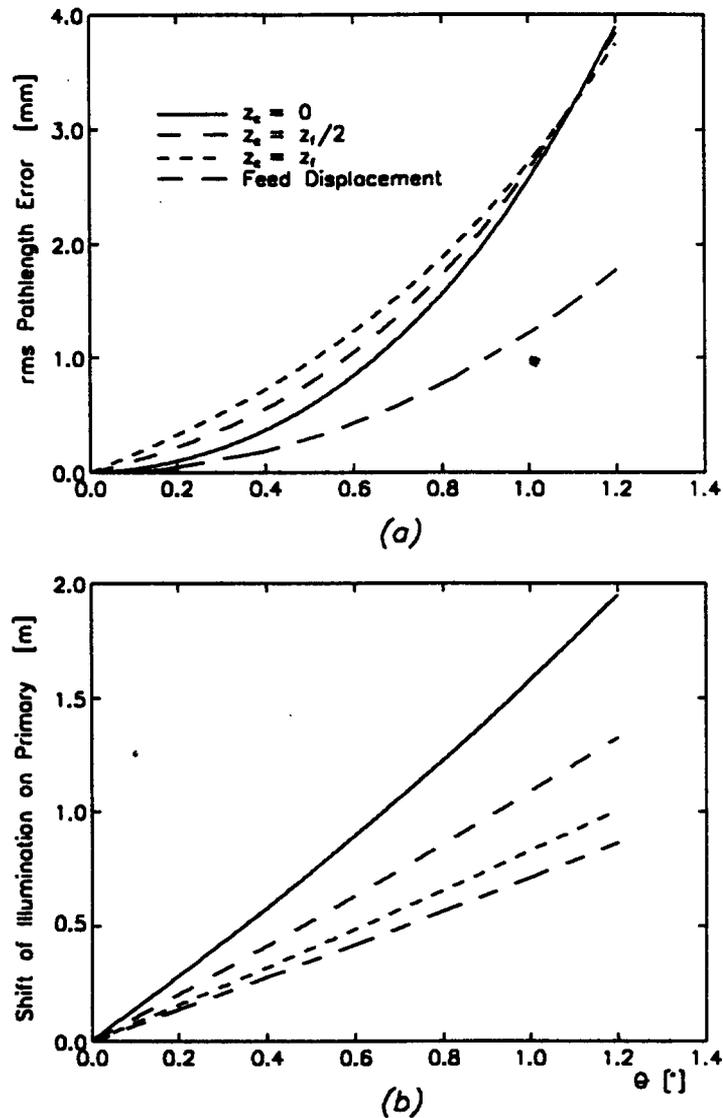 4.0
3.0
2.0
1.0
0.0
rms Pathlength Error [mm]
z_e = 0
z_e = z_f/2
z_e = z_f
Feed Displacement
0.0 0.2 0.4 0.6 0.8 1.0 1.2 1.4
(a)
2.0
1.5
1.0
0.5
0.0
Shift of Illumination on Primary [m]
0.0 0.2 0.4 0.6 0.8 1.0 1.2 1.4
Θ [°]
(b)